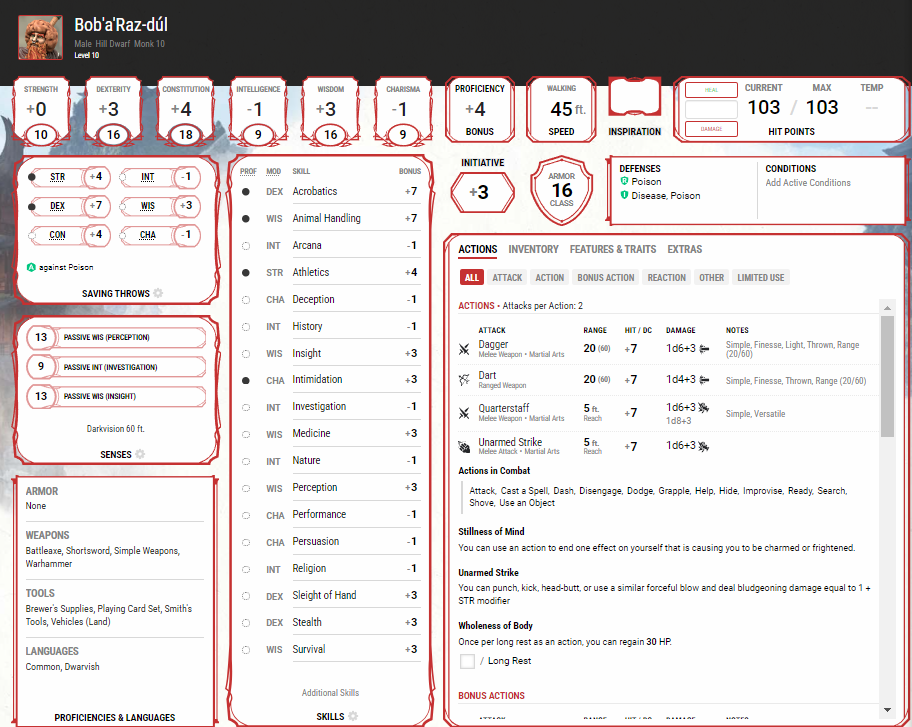 Bob'a'Raz-dúl
Male Hill Dwarf Monk 10
Level 10
STRENGTH
+0
10
DEXTERITY
+3
16
CONSTITUTION
+4
18
INTELLIGENCE
-1
9
WISDOM
+3
16
CHARISMA
-1
9
PROFICIENCY
+4
BONUS
WALKING
45 ft.
SPEED
INSPIRATION
HEAL
DAMAGE
CURRENT MAX TEMP
103 / 103 --
HIT POINTS
STR +4
INT -1
DEX +7
WIS +3
CON +4
CHA -1
A against Poison
SAVING THROWS
13 PASSIVE WIS (PERCEPTION)
9 PASSIVE INT (INVESTIGATION)
13 PASSIVE WIS (INSIGHT)
Darkvision 60 ft.
SENSES
ARMOR
None
WEAPONS
Battleaxe, Shortsword, Simple Weapons,
Warhammer
TOOLS
Brewer's Supplies, Playing Card Set, Smith's
Tools, Vehicles (Land)
LANGUAGES
Common, Dwarvish
PROFICIENCIES & LANGUAGES
PROF MOD SKILL BONUS
DEX Acrobatics +7
WIS Animal Handling +7
INT Arcana -1
STR Athletics +4
CHA Deception -1
INT History -1
WIS Insight +3
CHA Intimidation +3
INT Investigation -1
WIS Medicine +3
INT Nature -1
WIS Perception +3
CHA Performance -1
CHA Persuasion -1
INT Religion -1
DEX Sleight of Hand +3
DEX Stealth +3
WIS Survival +3
Additional Skills
SKILLS
INITIATIVE
+3
ARMOR
16
CLASS
DEFENSES
Poison
Disease, Poison
CONDITIONS
Add Active Conditions
ACTIONS INVENTORY FEATURES & TRAITS EXTRAS
ALL ATTACK ACTION BONUS ACTION REACTION OTHER LIMITED USE
ACTIONS • Attacks per Action: 2
ATTACK RANGE HIT / DC DAMAGE NOTES
Dagger 20 (60) +7 1d6+3 Simple, Finesse, Light, Thrown, Range
Melee Weapon • Martial Arts (20/60)
Dart 20 (60) +7 1d4+3 Simple, Finesse, Thrown, Range (20/60)
Ranged Weapon
Quarterstaff 5 ft. +7 1d6+3 Simple, Versatile
Melee Weapon • Martial Arts Reach 1d8+3
Unarmed Strike 5 ft. +7 1d6+3
Melee Attack • Martial Arts Reach
Actions in Combat
Attack, Cast a Spell, Dash, Disengage, Dodge, Grapple, Help, Hide, Improvise, Ready, Search,
Shove, Use an Object
Stillness of Mind
You can use an action to end one effect on yourself that is causing you to be charmed or frightened.
Unarmed Strike
You can punch, kick, head-butt, or use a similar forceful blow and deal bludgeoning damage equal to 1 +
STR modifier
Wholeness of Body
Once per long rest as an action, you can regain 30 HP.
/ Long Rest
BONUS ACTIONS
ATTACK RANGE HIT / DC DAMAGE NOTES